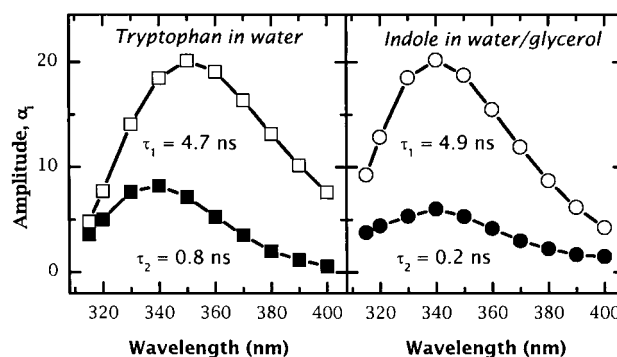 Tryptophan in water
Indole in water/glycerol
Amplitude, αi
20
10
0
τ1 = 4.7 ns
τ2 = 0.8 ns
τ1 = 4.9 ns
τ2 = 0.2 ns
320 340 360 380 400
320 340 360 380 400
Wavelength (nm)
Wavelength (nm)